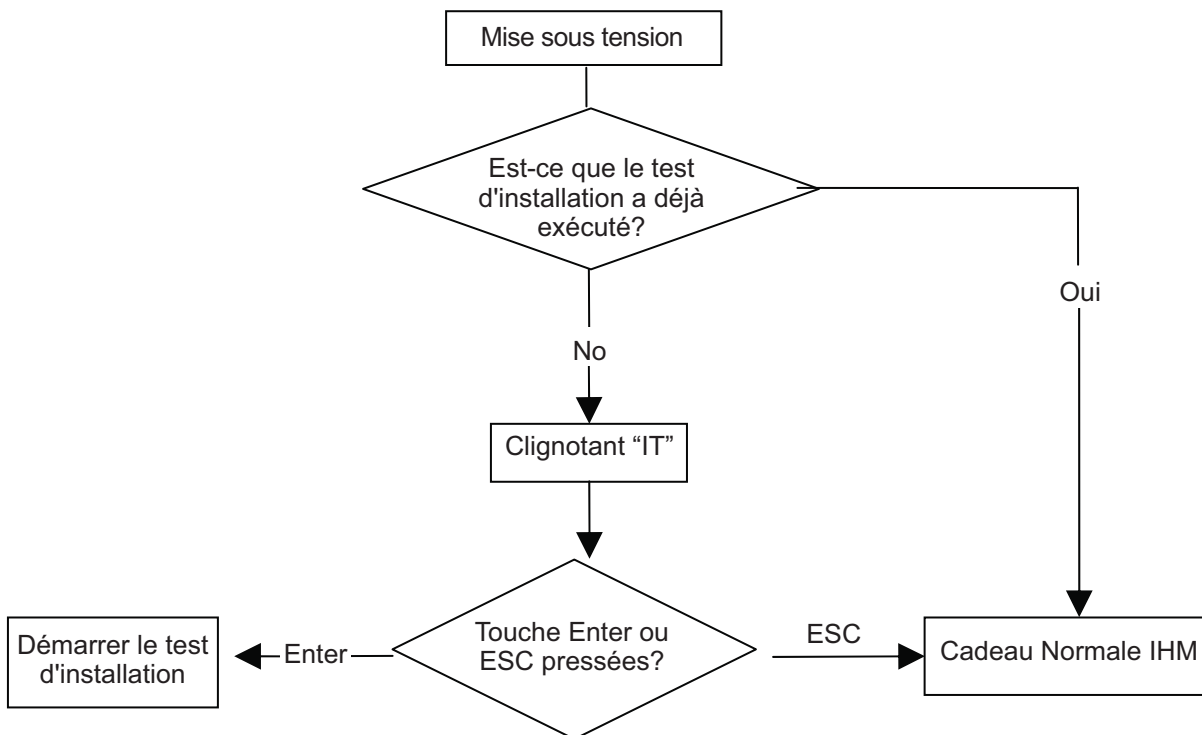 Mise sous tension
Est-ce que le test
d'installation a déjà
exécuté?
Oui
No
Clignotant “IT”
Touche Enter ou
ESC pressées?
Enter
ESC
Démarrer le test
d'installation
Cadeau Normale IHM